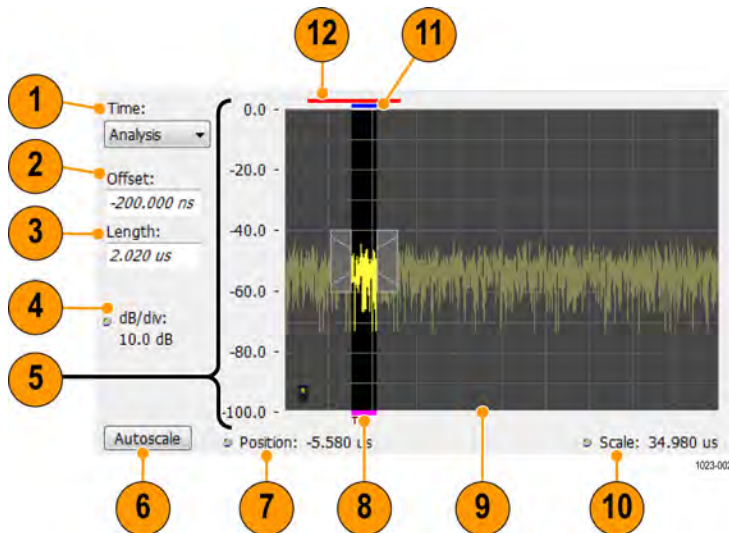 12
11
1
Time:
0.0
Analysis
2
-20.0
Offset:
-200.000 ns
3
Length:
-40.0
2.020 us
4
-60.0
dB/div:
10.0 dB
5
-80.0
-100.0
T
Autoscale
Position: -5.580 us
Scale: 34.980 us
1023-002
6
7
8
9
10